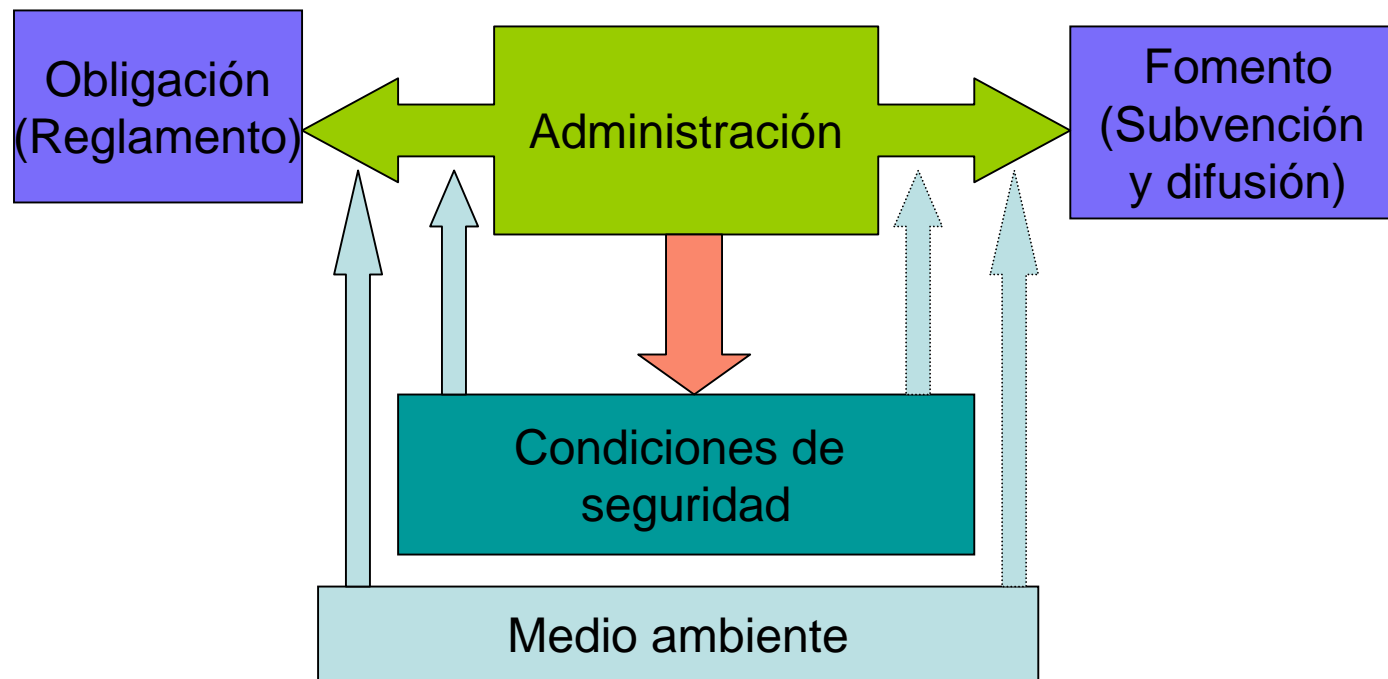 Obligación
(Reglamento)
Administración
Fomento
(Subvención
y difusión)
Condiciones de
seguridad
Medio ambiente